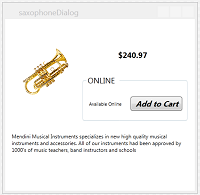 saxophoneDialog
$240.97
ONLINE
Available Online
Add to Cart
Mendini Musical Instruments specializes in new high quality musical
instruments and accessories. All of our instruments had been approved by
1000's of music teachers, band instructors and schools